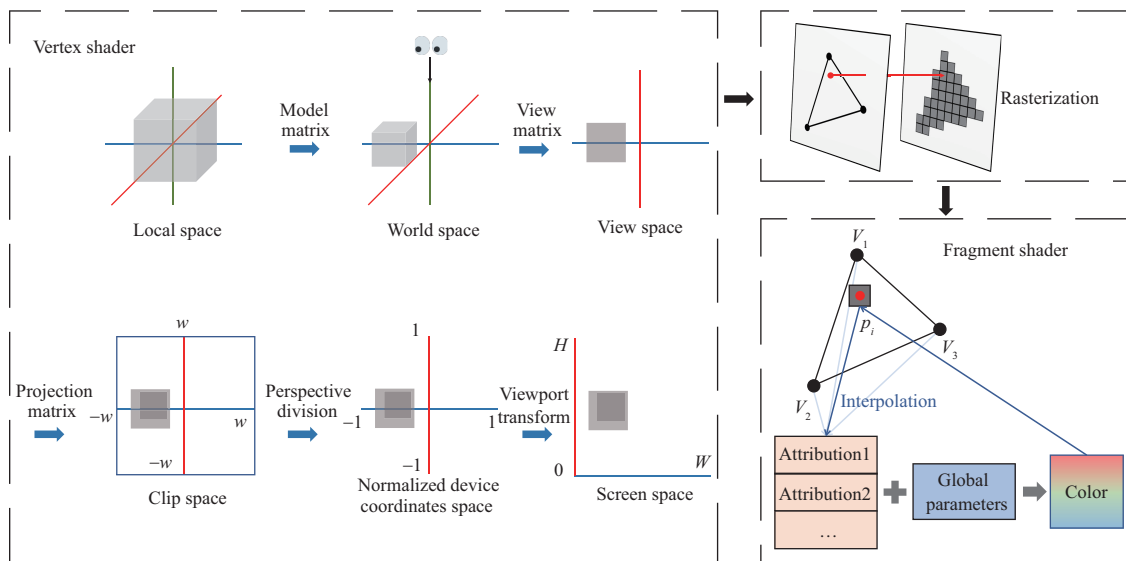 Vertex shader
Model
matrix
View
matrix
Local space
World space
View space
Projection
matrix
w
−w
w
−w
Clip space
Perspective
division
1
−1
1
−1
Normalized device
coordinates space
Viewport
transform
H
0
W
Screen space
Rasterization
Fragment shader
V1
pi
V3
V2
Interpolation
Attribution1
Attribution2
…
Global
parameters
Color